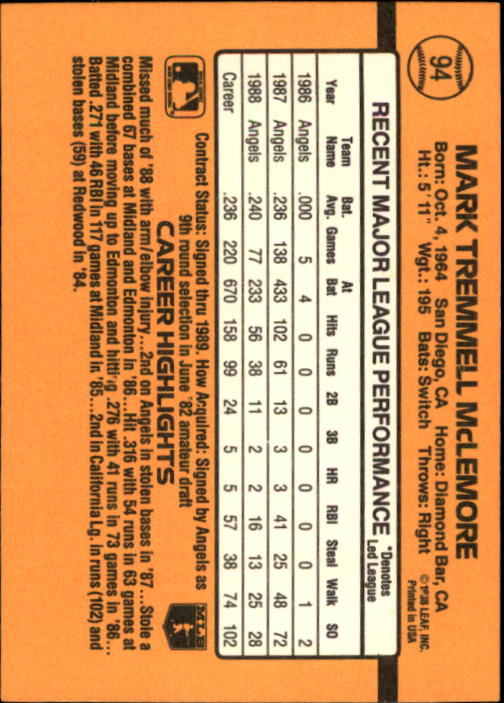 94
MARK TREMMELL McLEMORE
Born: Oct. 4, 1964 San Diego, CA Home: Diamond Bar, CA
Ht.: 5' 11" Wgt.: 195 Bats: Switch Throws: Right
©1988 LEAF, INC.
Printed in USA
RECENT MAJOR LEAGUE PERFORMANCE
*Denotes
Led League
Year Team Name Bat. Avg. Games At Bat Hits Runs 2B 3B HR RBI Steal Walk SO
1986 Angels .000 5 4 0 0 0 0 0 0 0 1 2
1987 Angels .236 138 433 102 61 13 3 3 41 25 48 72
1988 Angels .240 77 233 56 38 11 2 2 16 13 25 28
Career .236 220 670 158 99 24 5 5 57 38 74 102
Contract Status: Signed thru 1989. How Acquired: Signed by Angels as
9th round selection in June '82 amateur draft
CAREER HIGHLIGHTS
MLBPA
Missed much of '88 with arm/elbow injury...2nd on Angels in stolen bases in '87...Stole a
combined 67 bases at Midland and Edmonton in '86...Hit .316 with 54 runs in 63 games at
Midland before moving up to Edmonton and hitting .276 with 41 runs in 73 games in '86...
Batted .271 with 46 RBI in 117 games at Midland in '85...2nd in California Lg. in runs (102) and
stolen bases (59) at Redwood in '84.